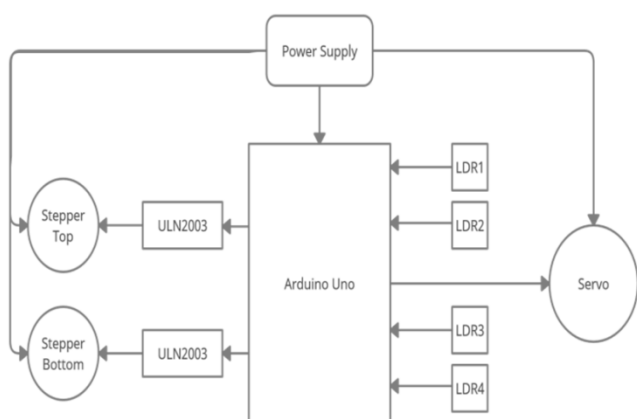 Power Supply
LDR1
Stepper
Top
ULN2003
LDR2
Arduino Uno
Servo
Stepper
Bottom
ULN2003
LDR3
LDR4